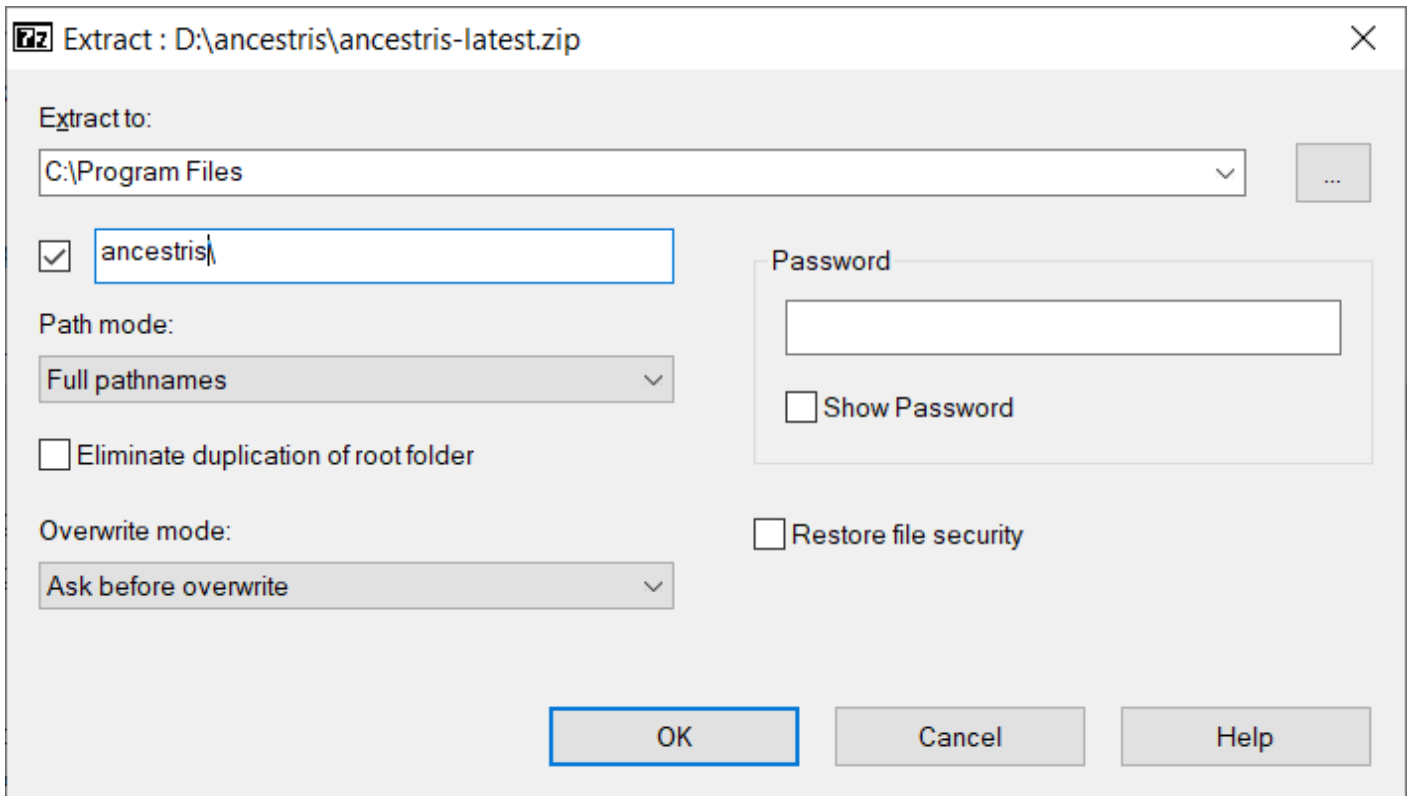 7z Extract : D:\ancestris\ancestris-latest.zip
Extract to:
C:\Program Files
...
ancestris\
Password
Path mode:
Full pathnames
Show Password
Eliminate duplication of root folder
Overwrite mode:
Restore file security
Ask before overwrite
OK
Cancel
Help